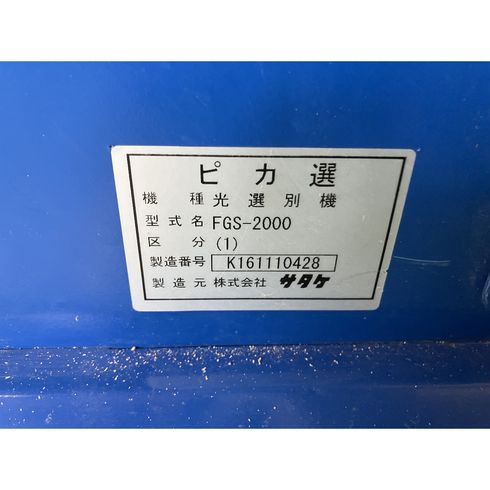 ピカ選
機種 光選別機
型式名 FGS-2000
区分 (1)
製造番号 K161110428
製造元 株式会社 サタケ